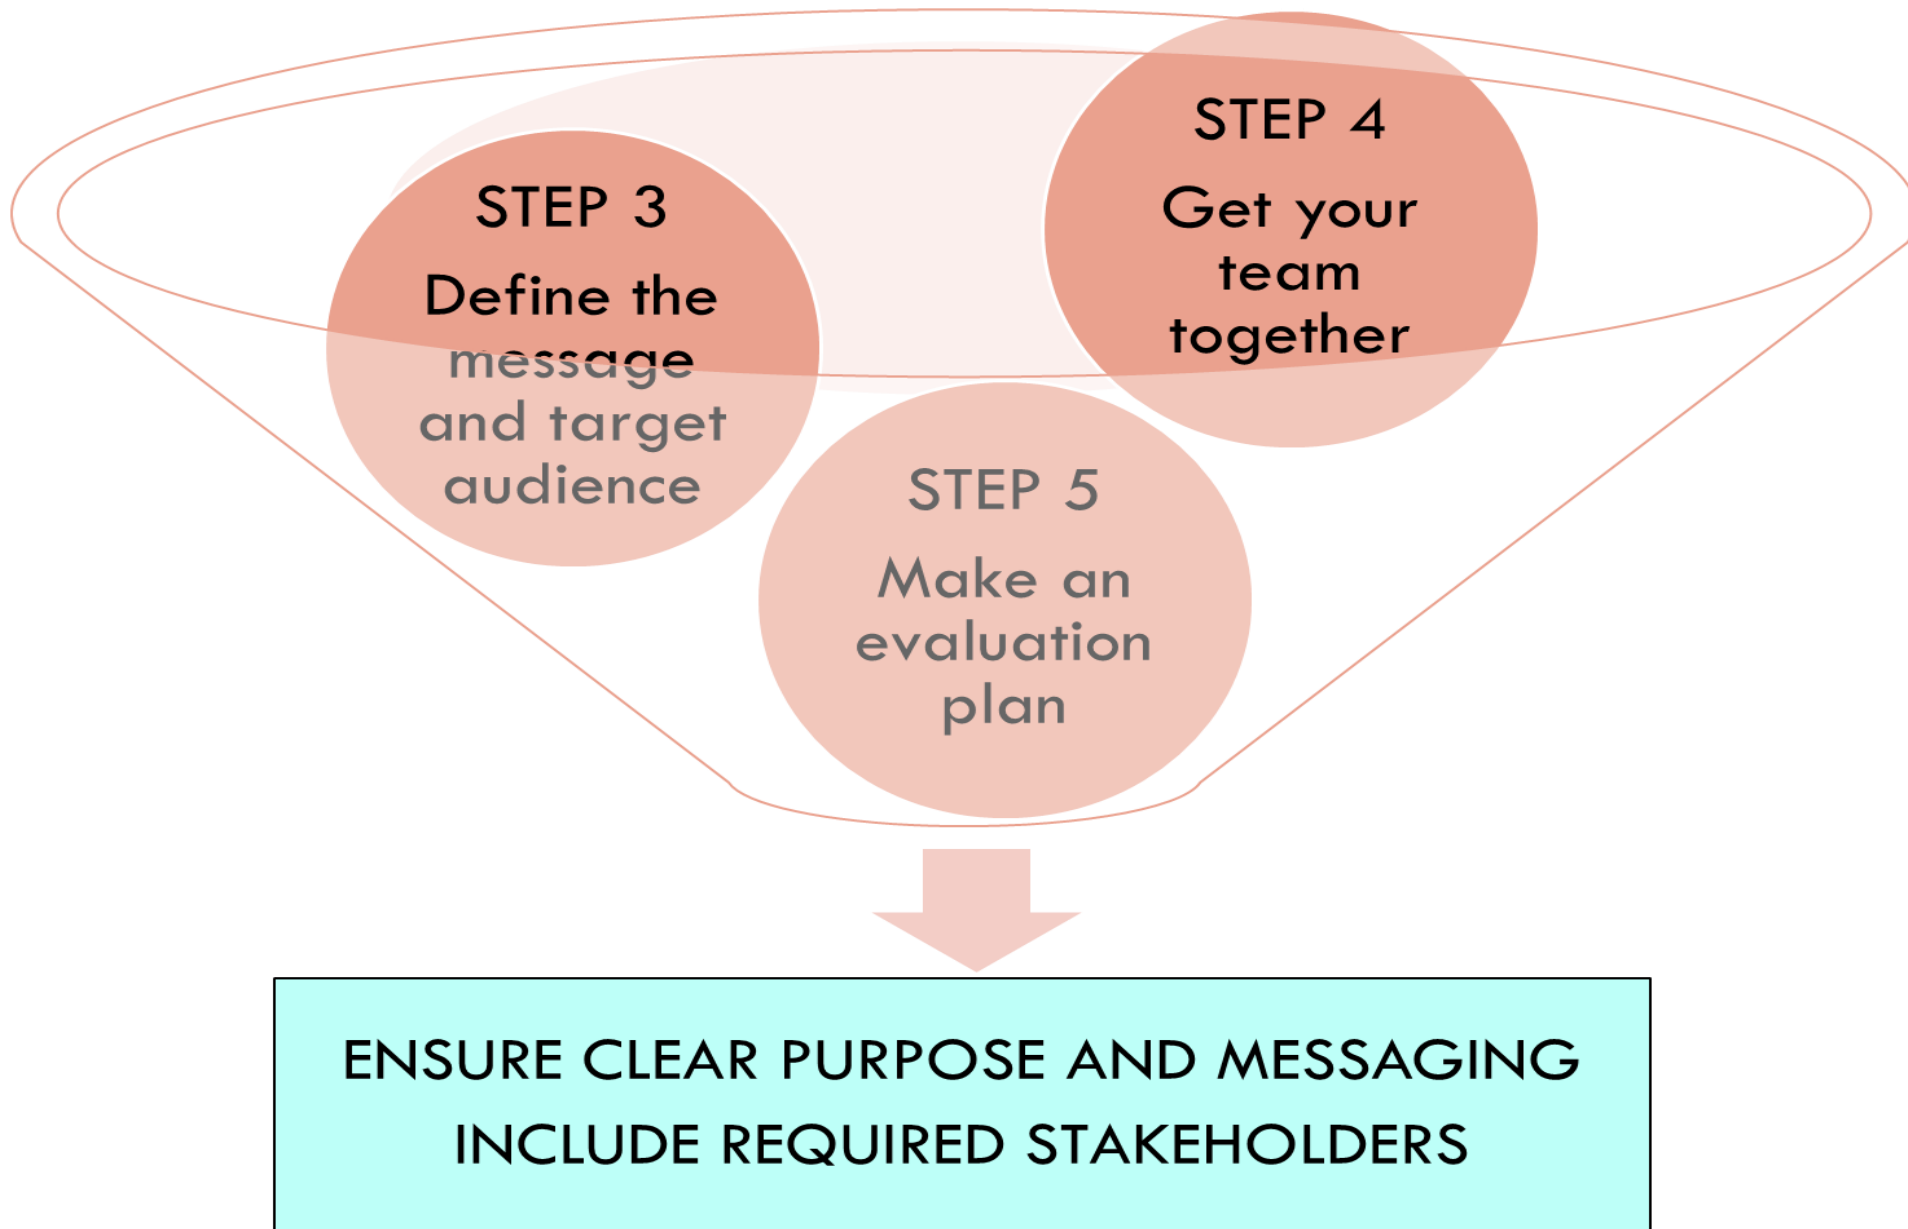 STEP 3
Define the
message
and target
audience
STEP 4
Get your
team
together
STEP 5
Make an
evaluation
plan
ENSURE CLEAR PURPOSE AND MESSAGING
INCLUDE REQUIRED STAKEHOLDERS